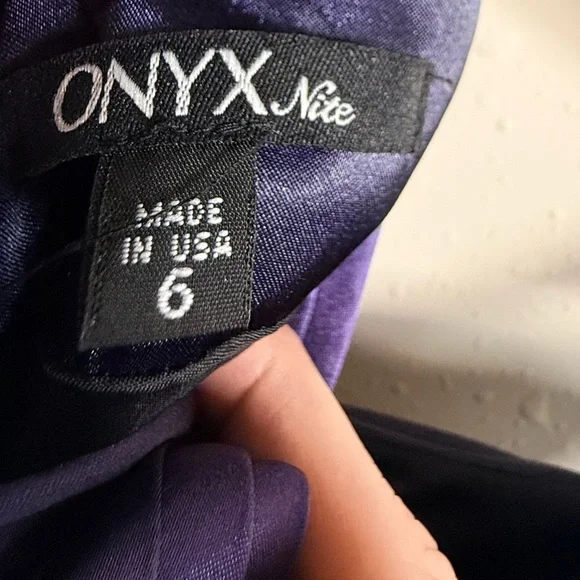 ONYX Nite
MADE
IN USA
6